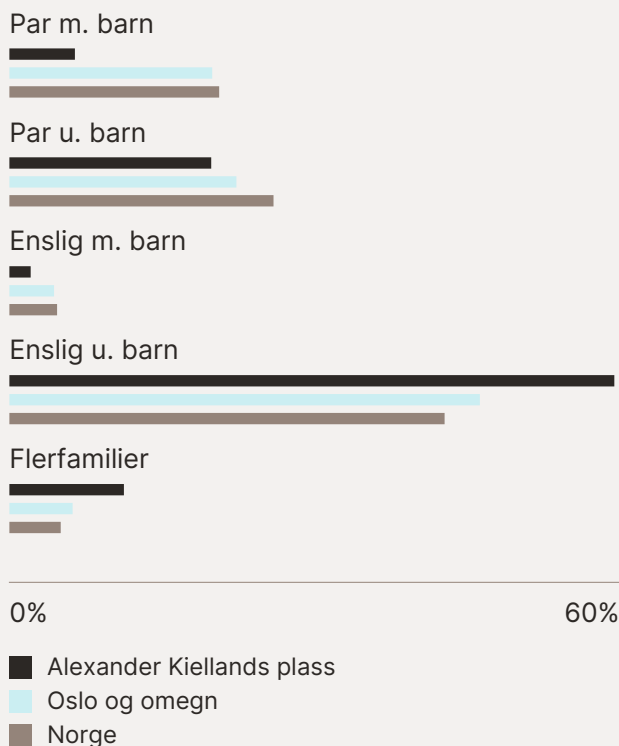 Par m. barn
Par u. barn
Enslig m. barn
Enslig u. barn
Flerfamilier
0% 60%
Alexander Kiellands plass
Oslo og omegn
Norge